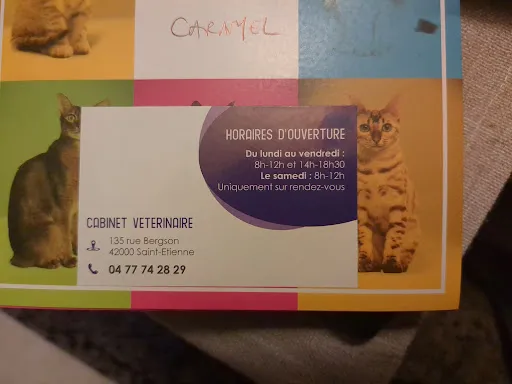 CARAMEL
HORAIRES D'OUVERTURE
Du lundi au vendredi :
8h-12h et 14h-18h30
Le samedi : 8h-12h
Uniquement sur rendez-vous
CABINET VETERINAIRE
135 rue Bergson
42000 Saint-Etienne
04 77 74 28 29